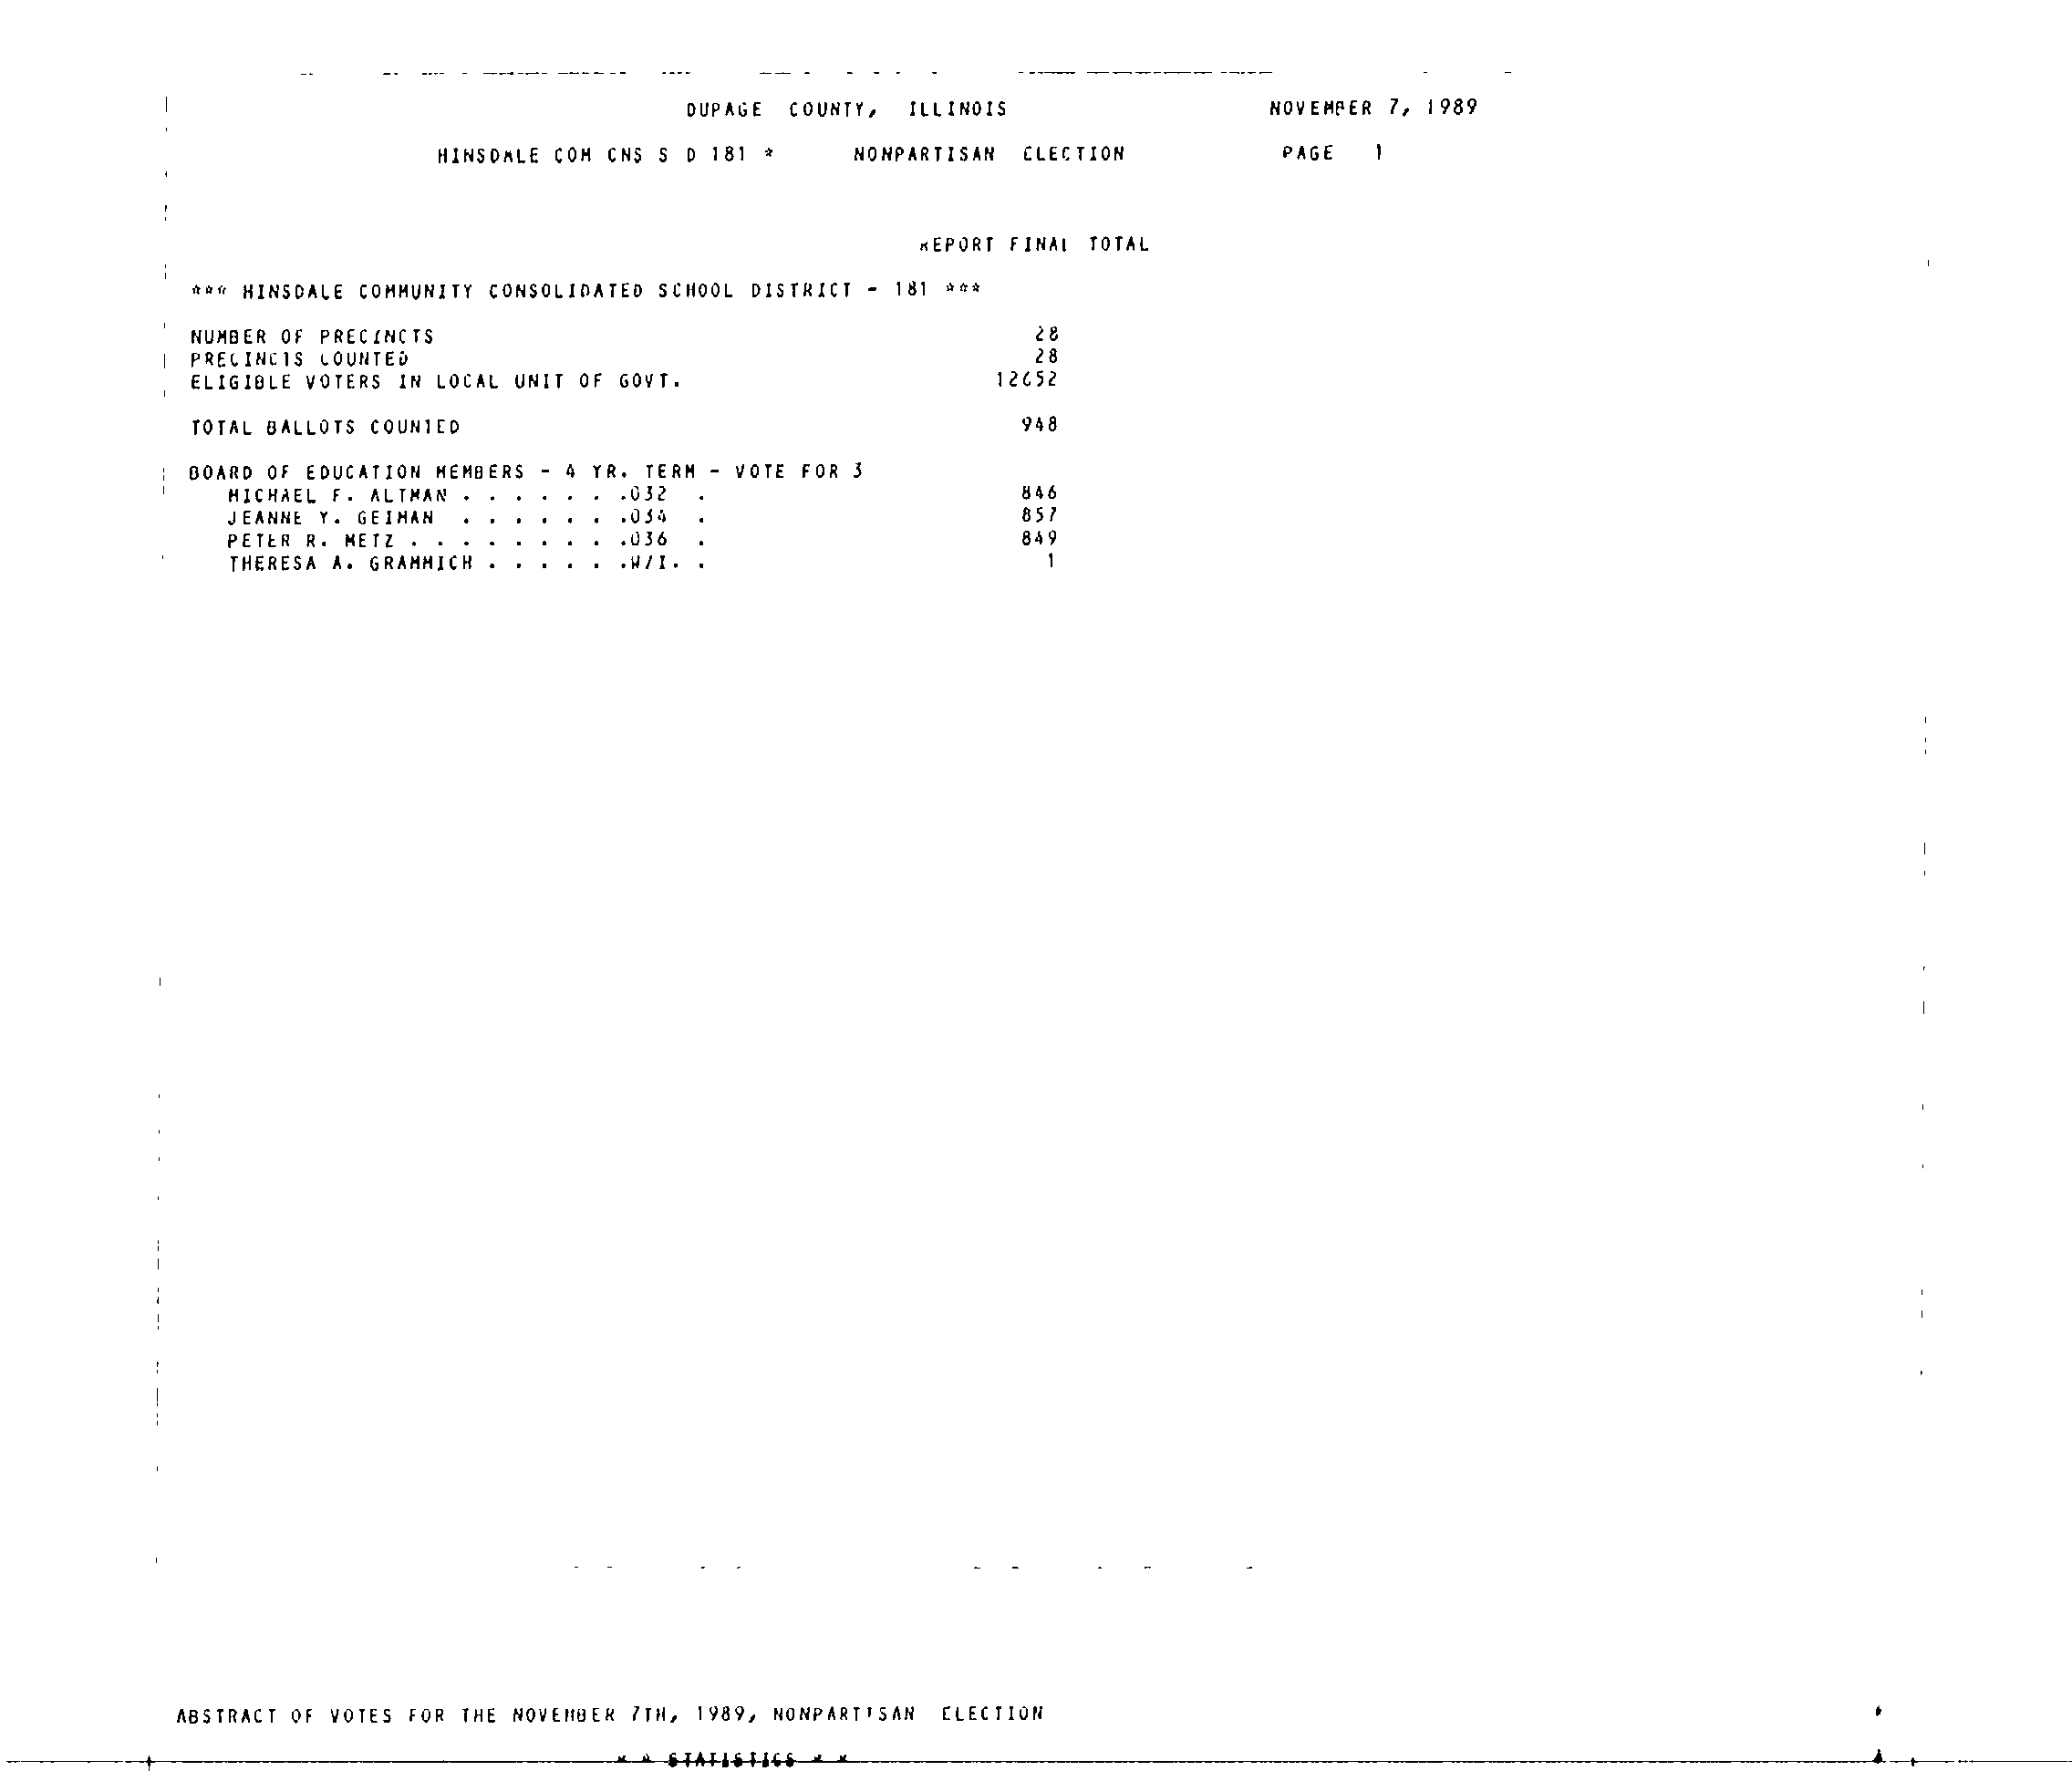 DUPAGE COUNTY, ILLINOIS NOVEMBER 7, 1989
HINSDALE COM CNS S D 181 * NONPARTISAN ELECTION PAGE 1
REPORT FINAL TOTAL
*** HINSDALE COMMUNITY CONSOLIDATED SCHOOL DISTRICT - 181 ***
NUMBER OF PRECINCTS 28
PRECINCTS COUNTED 28
ELIGIBLE VOTERS IN LOCAL UNIT OF GOVT. 12652
TOTAL BALLOTS COUNTED 948
BOARD OF EDUCATION MEMBERS - 4 YR. TERM - VOTE FOR 3
MICHAEL F. ALTMAN . . . . . . .032 . 846
JEANNE Y. GEIMAN . . . . . . .034 . 857
PETER R. METZ . . . . . . . . .036 . 849
THERESA A. GRAMMICH . . . . . .W/I. . 1
ABSTRACT OF VOTES FOR THE NOVEMBER 7TH, 1989, NONPARTISAN ELECTION
* * STATISTICS * *